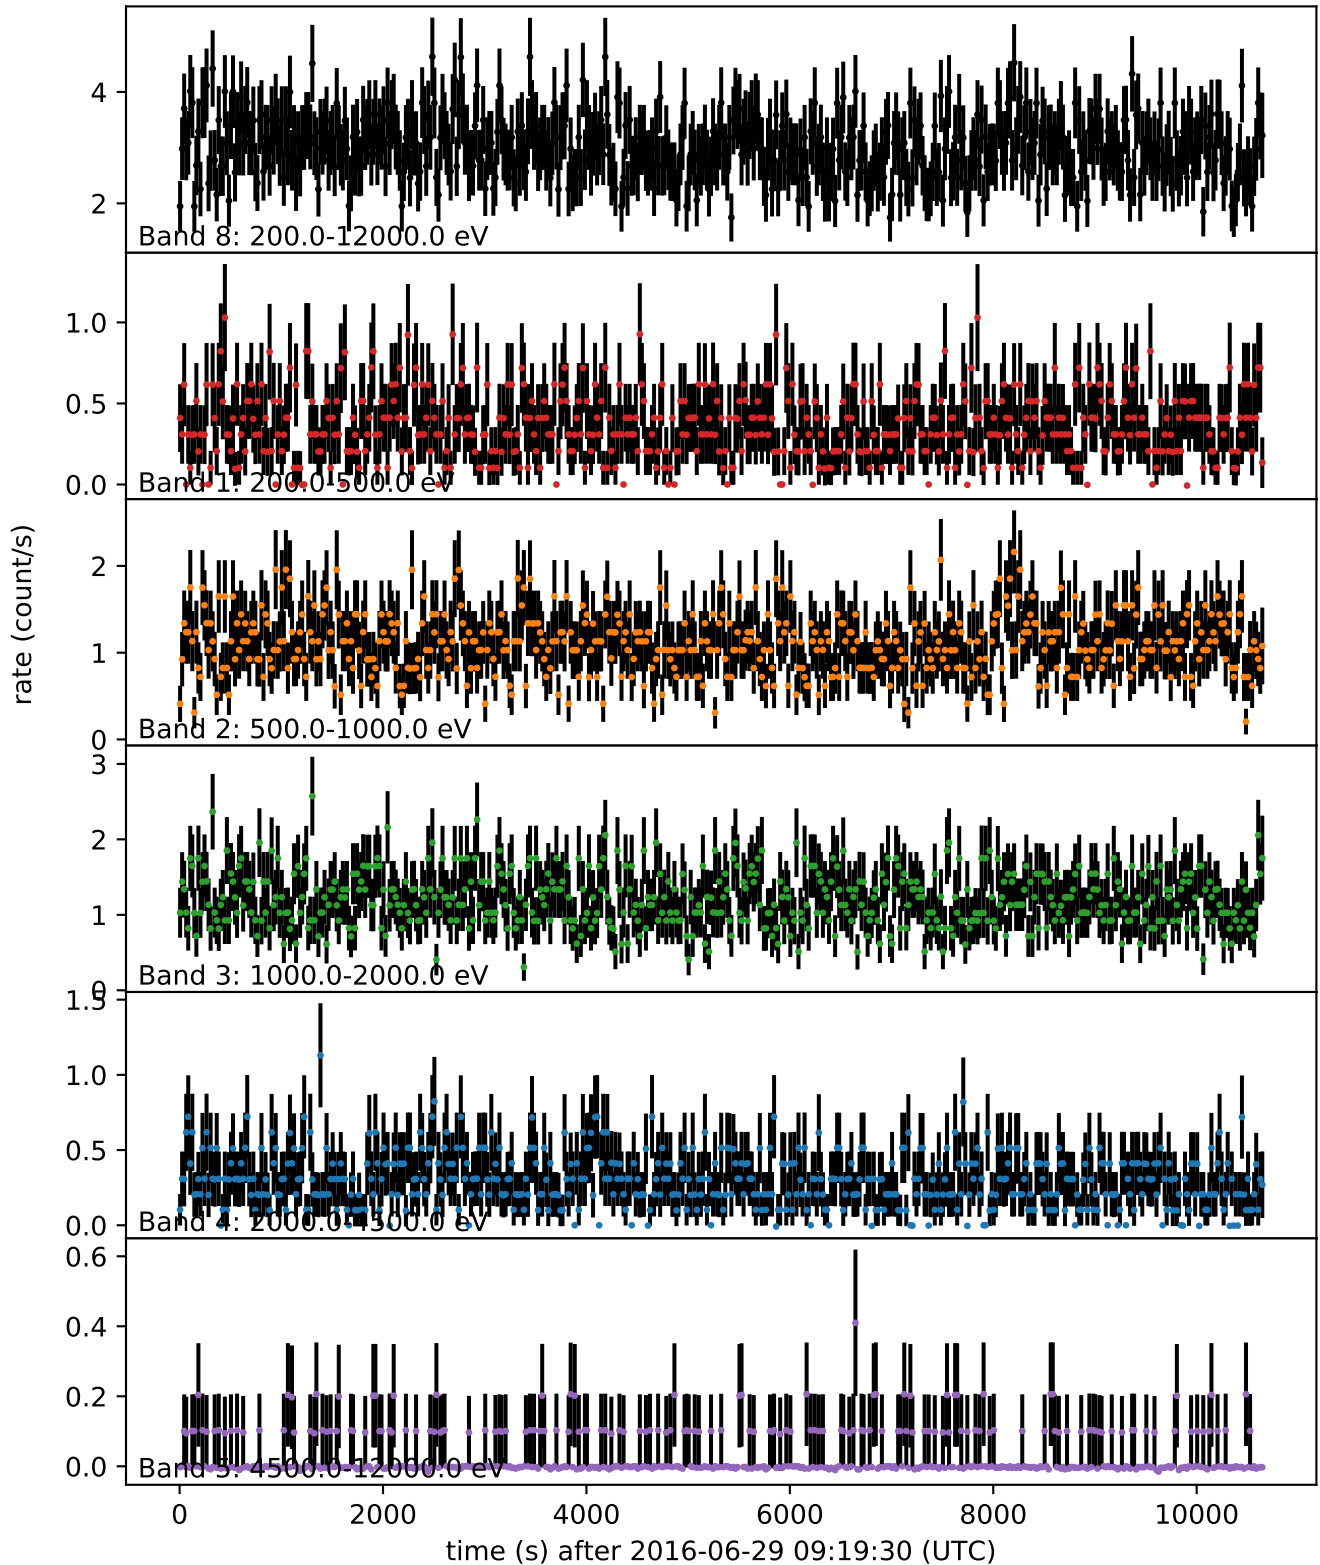 4
2
Band 8: 200.0-12000.0 eV
1.0
0.5
0.0
Band 1: 200.0-500.0 eV
rate (count/s)
2
1
0
Band 2: 500.0-1000.0 eV
3
2
1
0
Band 3: 1000.0-2000.0 eV
1.5
1.0
0.5
0.0
Band 4: 2000.0-4500.0 eV
0.6
0.4
0.2
0.0
Band 5: 4500.0-12000.0 eV
0 2000 4000 6000 8000 10000
time (s) after 2016-06-29 09:19:30 (UTC)